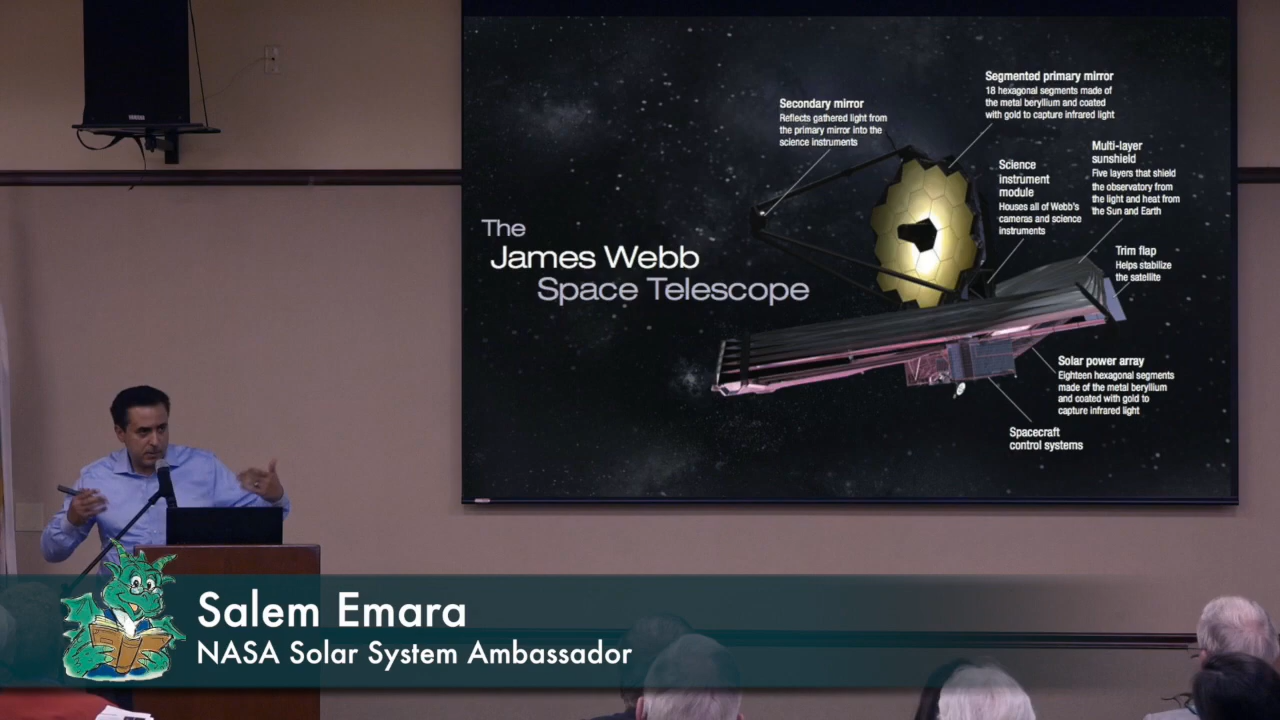 YAMAHA
Segmented primary mirror
18 hexagonal segments made of
the metal beryllium and coated
with gold to capture infrared light
Secondary mirror
Reflects gathered light from
the primary mirror into the
science instruments
Multi-layer
sunshield
Five layers that shield
the observatory from
the light and heat from
the Sun and Earth
Science
instrument
module
Houses all of Webb's
cameras and science
instruments
The
James Webb
Space Telescope
Trim flap
Helps stabilize
the satellite
Solar power array
Eighteen hexagonal segments
made of the metal beryllium
and coated with gold to
capture infrared light
Spacecraft
control systems
Salem Emara
NASA Solar System Ambassador